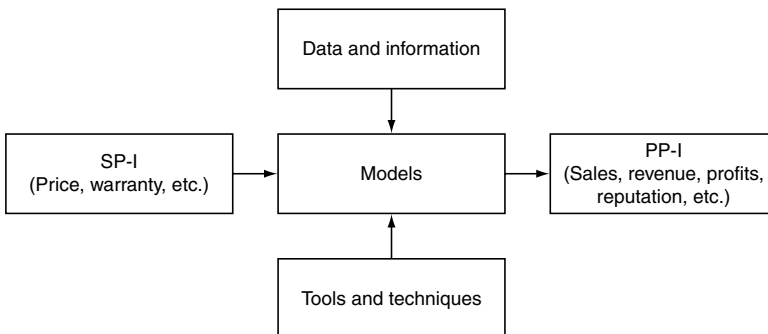 Data and information
SP-I
(Price, warranty, etc.)
Models
PP-I
(Sales, revenue, profits,
reputation, etc.)
Tools and techniques